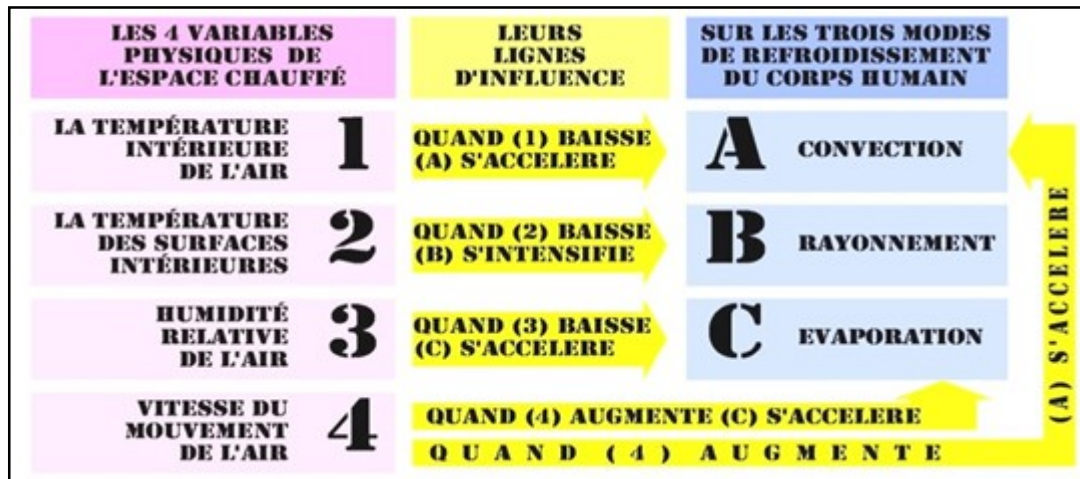 LES 4 VARIABLES
PHYSIQUES DE
L'ESPACE CHAUFFÉ
LEURS
LIGNES
D'INFLUENCE
SUR LES TROIS MODES
DE REFROIDISSEMENT
DU CORPS HUMAIN
LA TEMPÉRATURE
INTÉRIEURE
DE L'AIR
1
QUAND (1) BAISSE
(A) S'ACCELERE
A
CONVECTION
LA TEMPÉRATURE
DES SURFACES
INTÉRIEURES
2
QUAND (2) BAISSE
(B) S'INTENSIFIE
B
RAYONNEMENT
HUMIDITÉ
RELATIVE
DE L'AIR
3
QUAND (3) BAISSE
(C) S'ACCELERE
C
EVAPORATION
VITESSE DU
MOUVEMENT
DE L'AIR
4
QUAND (4) AUGMENTE (C) S'ACCELERE
QUAND (4) AUGMENTE
(A) S'ACCELERE